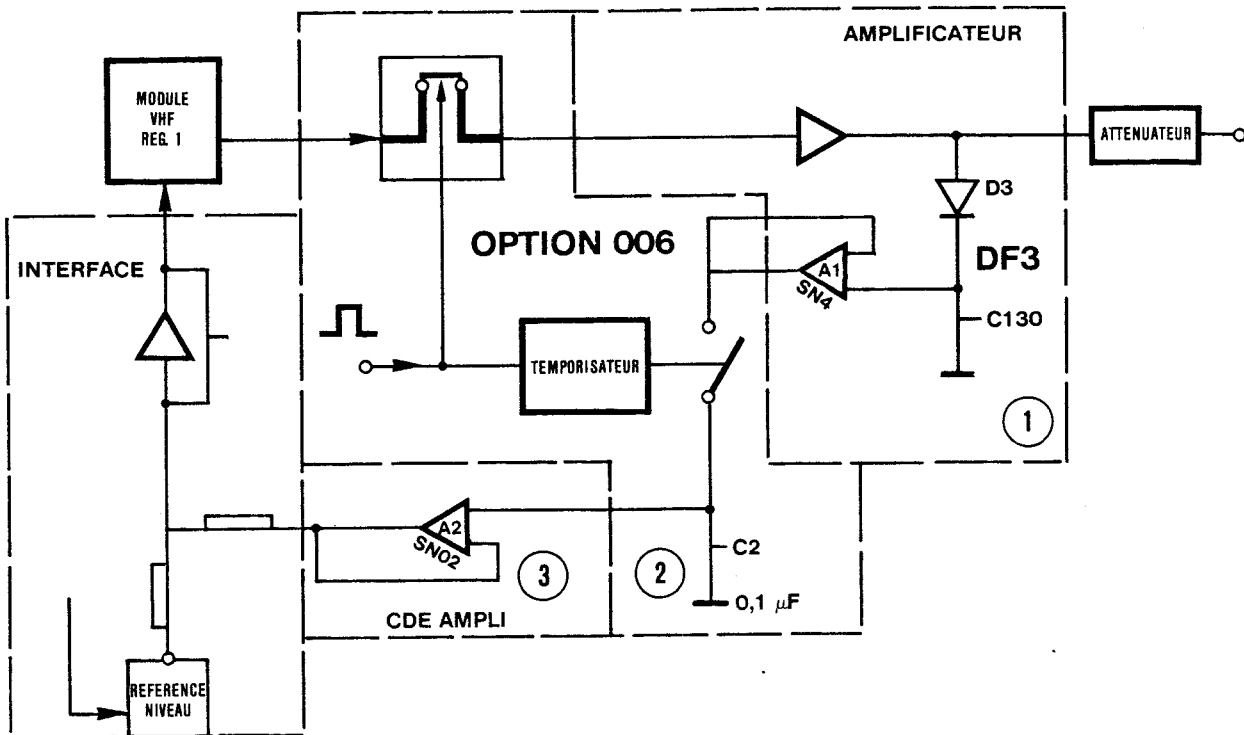 AMPLIFICATEUR
MODULE
VHF
REG. 1
ATTENUATEUR
D3
OPTION 006
INTERFACE
A1
SN4
DF3
C130
TEMPORISATEUR
1
A2
SN02
3
2
C2
0,1 µF
CDE AMPLI
REFERENCE
NIVEAU